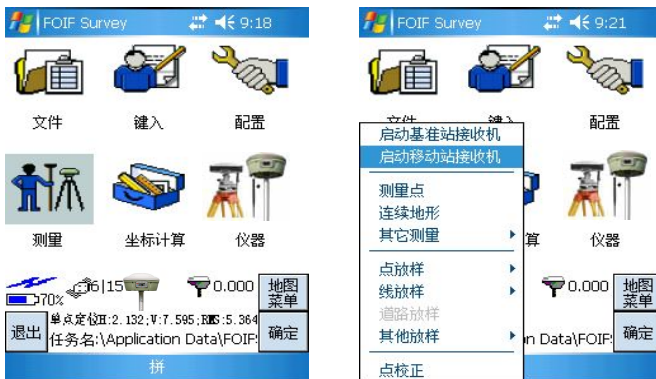 FOIF Survey 9:18
文件 键入 配置
测量 坐标计算 仪器
70% 6|15 0.000 地图菜单
单点定位H:2.132;V:7.595;RMS:5.364
退出 任务名:\Application Data\FOIF: 确定
拼
FOIF Survey 9:21
文件 键入 配置
启动基准站接收机
启动移动站接收机
测量点
连续地形
其它测量
算 仪器
点放样
线放样
0.000 地图菜单
道路放样
其他放样
n Data\FOIF: 确定
点校正